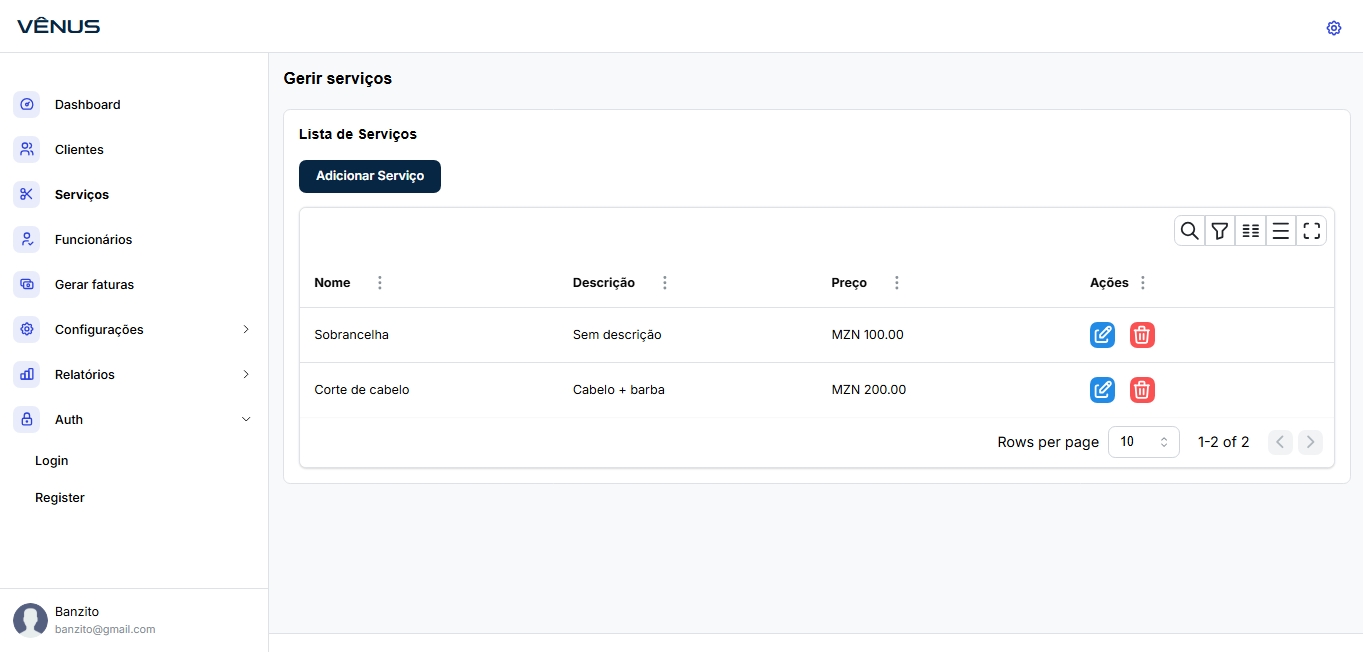 VÊNUS
Dashboard
Clientes
Serviços
Funcionários
Gerar faturas
Configurações
Relatórios
Auth
Login
Register
Banzito
banzito@gmail.com
Gerir serviços
Lista de Serviços
Adicionar Serviço
Nome Descrição Preço Ações
Sobrancelha Sem descrição MZN 100.00
Corte de cabelo Cabelo + barba MZN 200.00
Rows per page 10 1-2 of 2